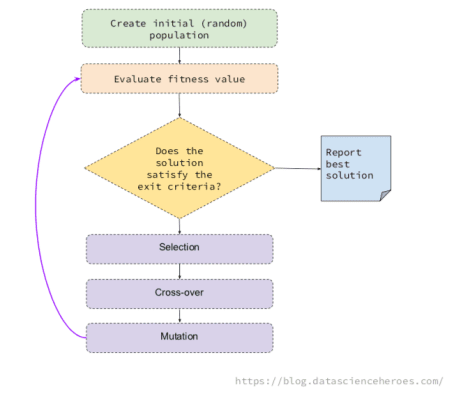 Create initial (random)
population
Evaluate fitness value
Does the
solution
satisfy the
exit criteria?
Report
best
solution
Selection
Cross-over
Mutation
https://blog.datascienceheroes.com/